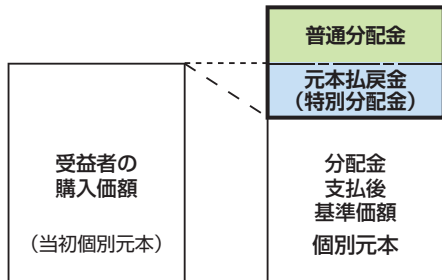 普通分配金
元本払戻金
（特別分配金）
受益者の
購入価額
（当初個別元本）
分配金
支払後
基準価額
個別元本